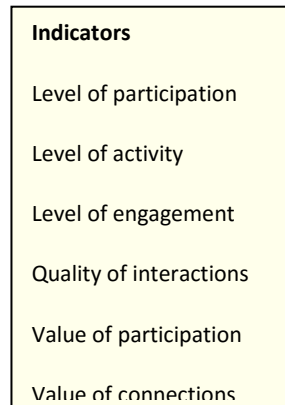 Indicators
Level of participation
Level of activity
Level of engagement
Quality of interactions
Value of participation
Value of connections